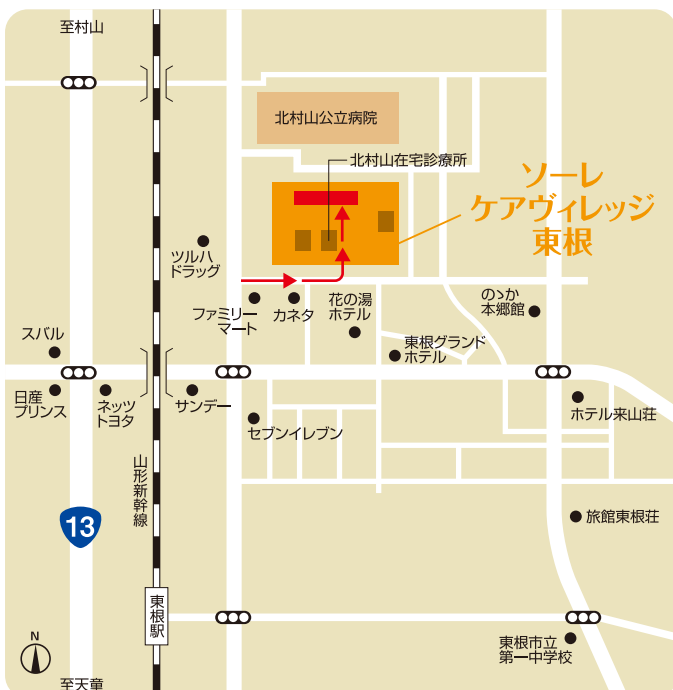 至村山
北村山公立病院
北村山在宅診療所
ソーレ
ケアヴィレッジ
東根
ツルハ
ドラッグ
ファミリー
マート
カネタ
花の湯
ホテル
のゝか
本郷館
スバル
東根グランド
ホテル
日産
プリンス
ネッツ
トヨタ
サンデー
セブンイレブン
ホテル来山荘
山形新幹線
13
旅館東根荘
東根駅
東根市立
第一中学校
N
至天童